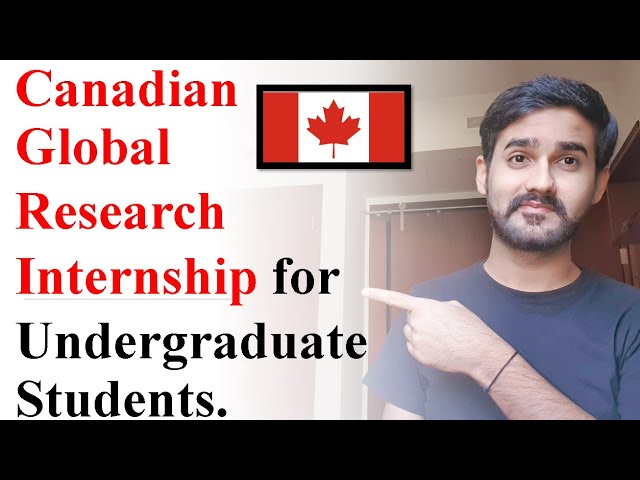 Canadian
Global
Research
Internship for
Undergraduate
Students.